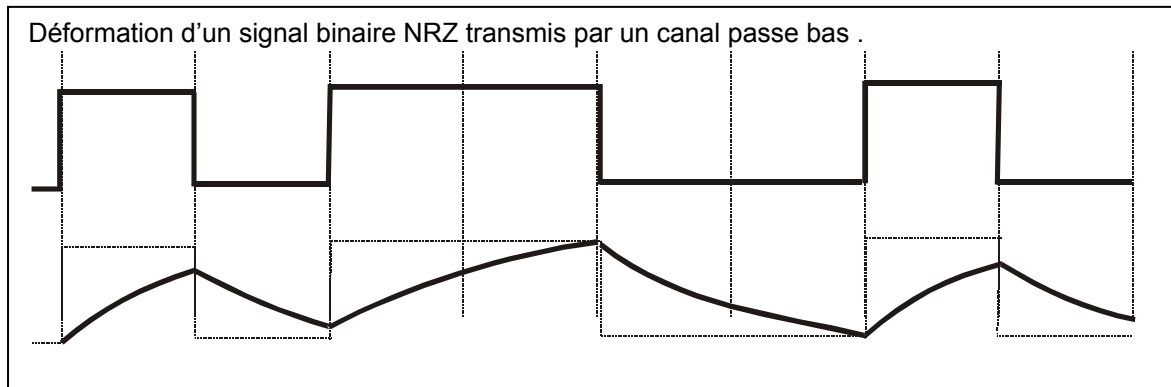 Déformation d’un signal binaire NRZ transmis par un canal passe bas .